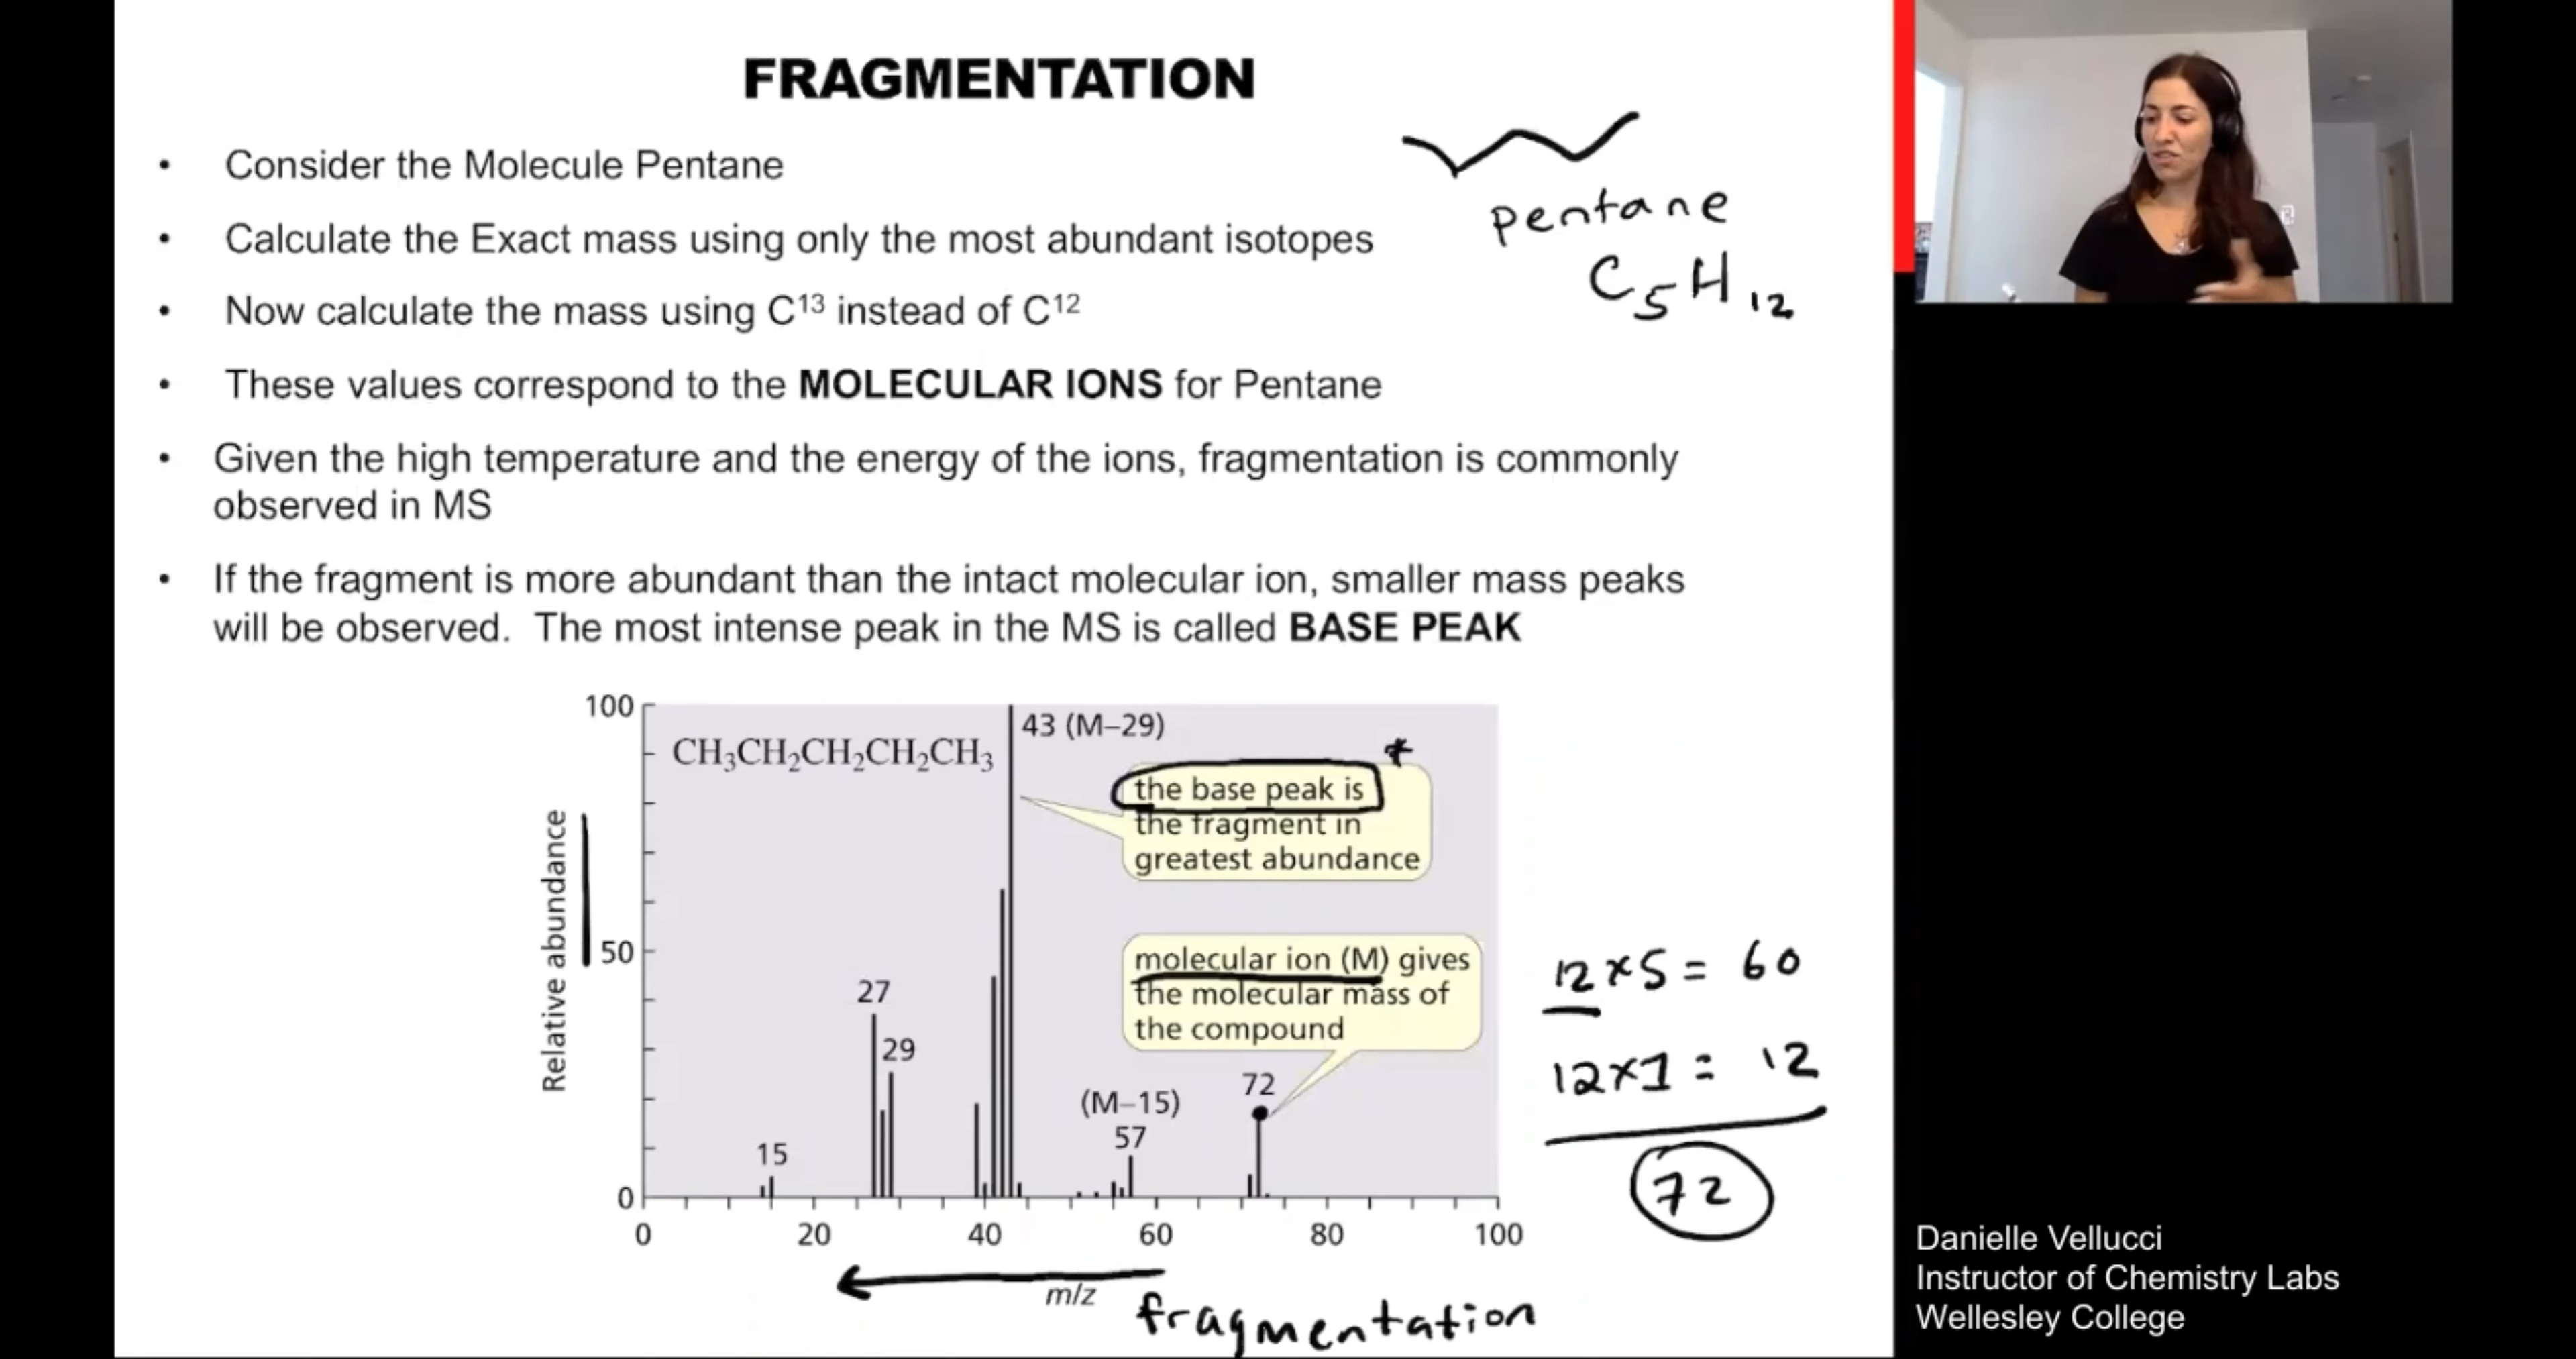 FRAGMENTATION
• Consider the Molecule Pentane
• Calculate the Exact mass using only the most abundant isotopes
• Now calculate the mass using C¹³ instead of C¹²
• These values correspond to the MOLECULAR IONS for Pentane
• Given the high temperature and the energy of the ions, fragmentation is commonly
observed in MS
• If the fragment is more abundant than the intact molecular ion, smaller mass peaks
will be observed. The most intense peak in the MS is called BASE PEAK
pentane
C₅H₁₂
100
50
0
Relative abundance
CH₃CH₂CH₂CH₂CH₃
43 (M–29)
*
the base peak is
the fragment in
greatest abundance
molecular ion (M) gives
the molecular mass of
the compound
27
29
15
(M–15)
57
72
0 20 40 60 80 100
m/z
fragmentation
12x5 = 60
12x1 = 12
72
Danielle Vellucci
Instructor of Chemistry Labs
Wellesley College